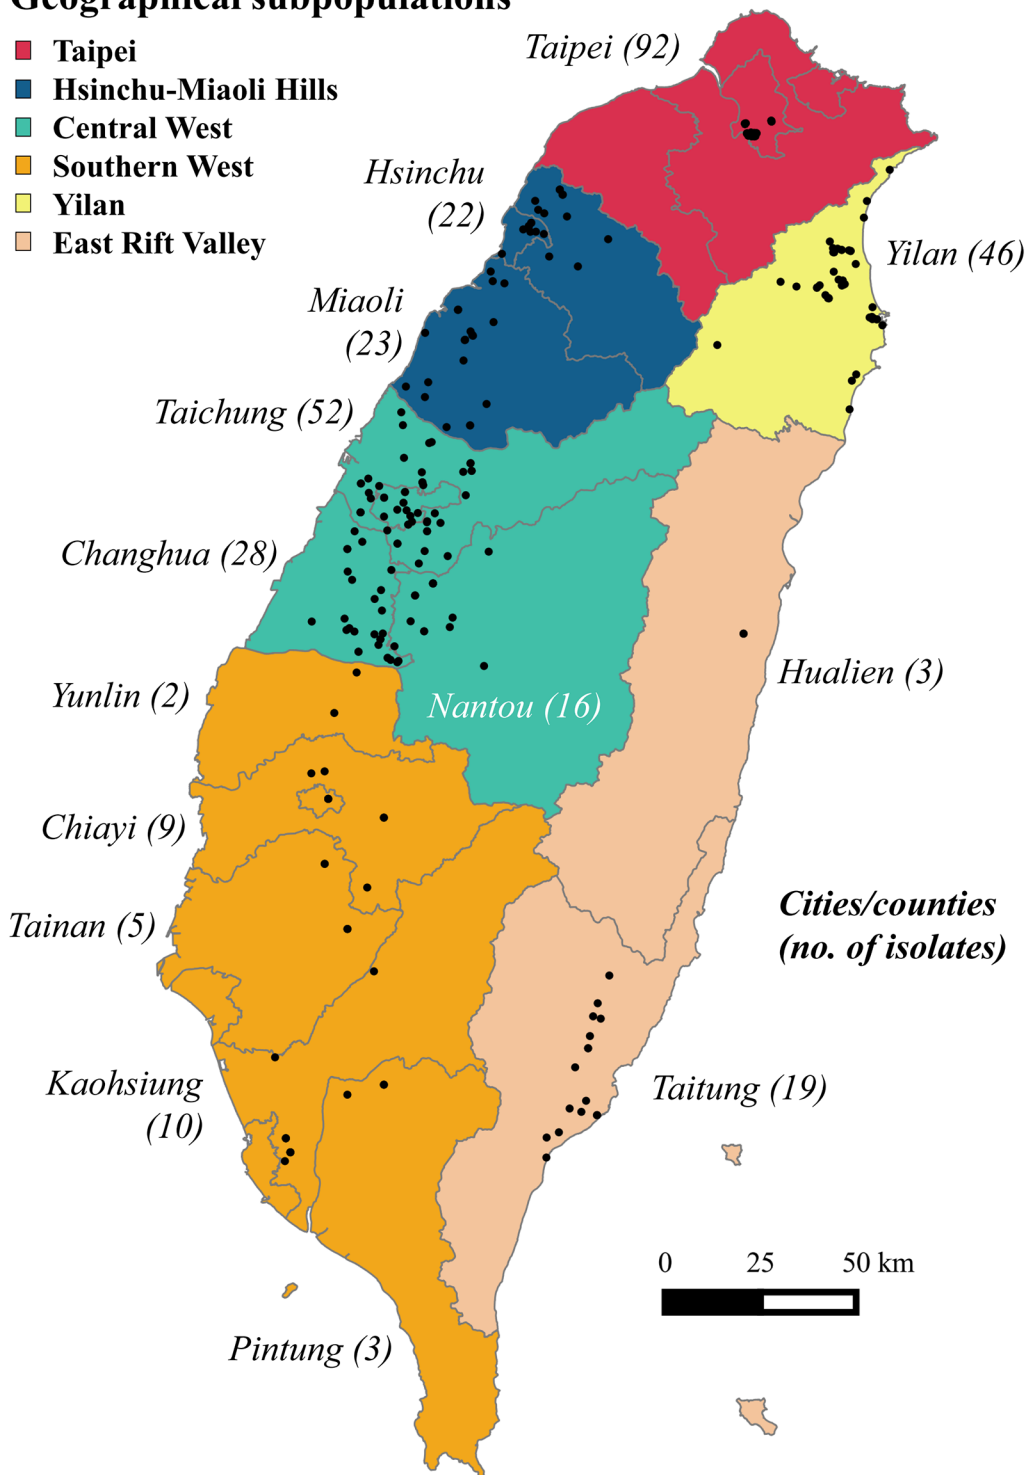 Geographical subpopulations
Taipei
Hsinchu-Miaoli Hills
Central West
Southern West
Yilan
East Rift Valley
Taipei (92)
Hsinchu
(22)
Yilan (46)
Miaoli
(23)
Taichung (52)
Changhua (28)
Hualien (3)
Yunlin (2)
Nantou (16)
Chiayi (9)
Cities/counties
(no. of isolates)
Tainan (5)
Kaohsiung
(10)
Taitung (19)
0 25 50 km
Pintung (3)